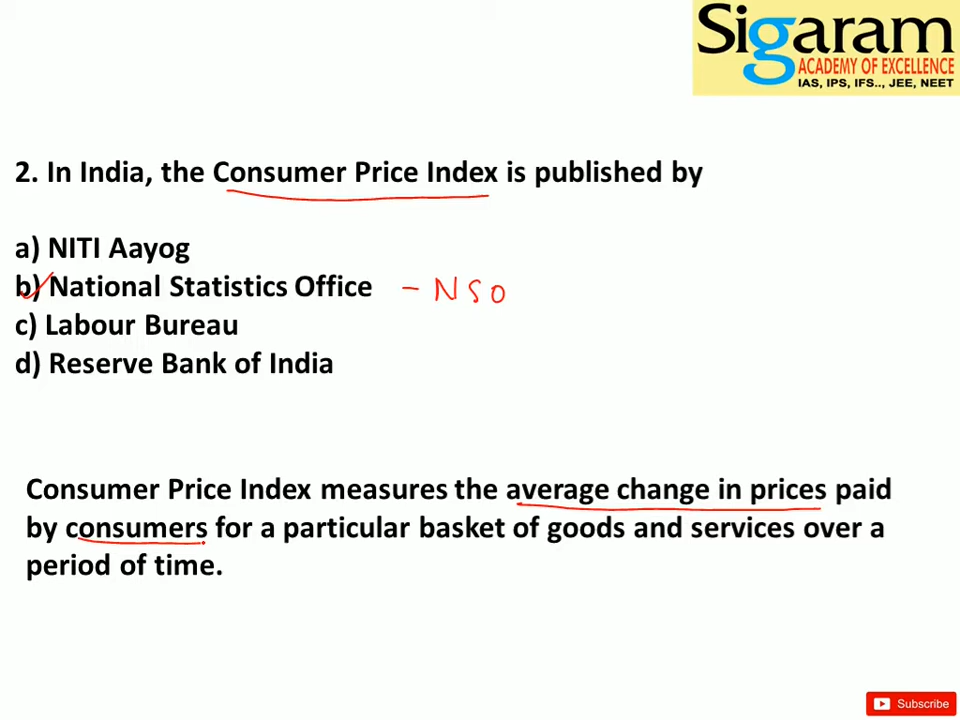 Sigaram
ACADEMY OF EXCELLENCE
IAS, IPS, IFS.., JEE, NEET
2. In India, the Consumer Price Index is published by
a) NITI Aayog
b) National Statistics Office - NSO
c) Labour Bureau
d) Reserve Bank of India
Consumer Price Index measures the average change in prices paid
by consumers for a particular basket of goods and services over a
period of time.
Subscribe